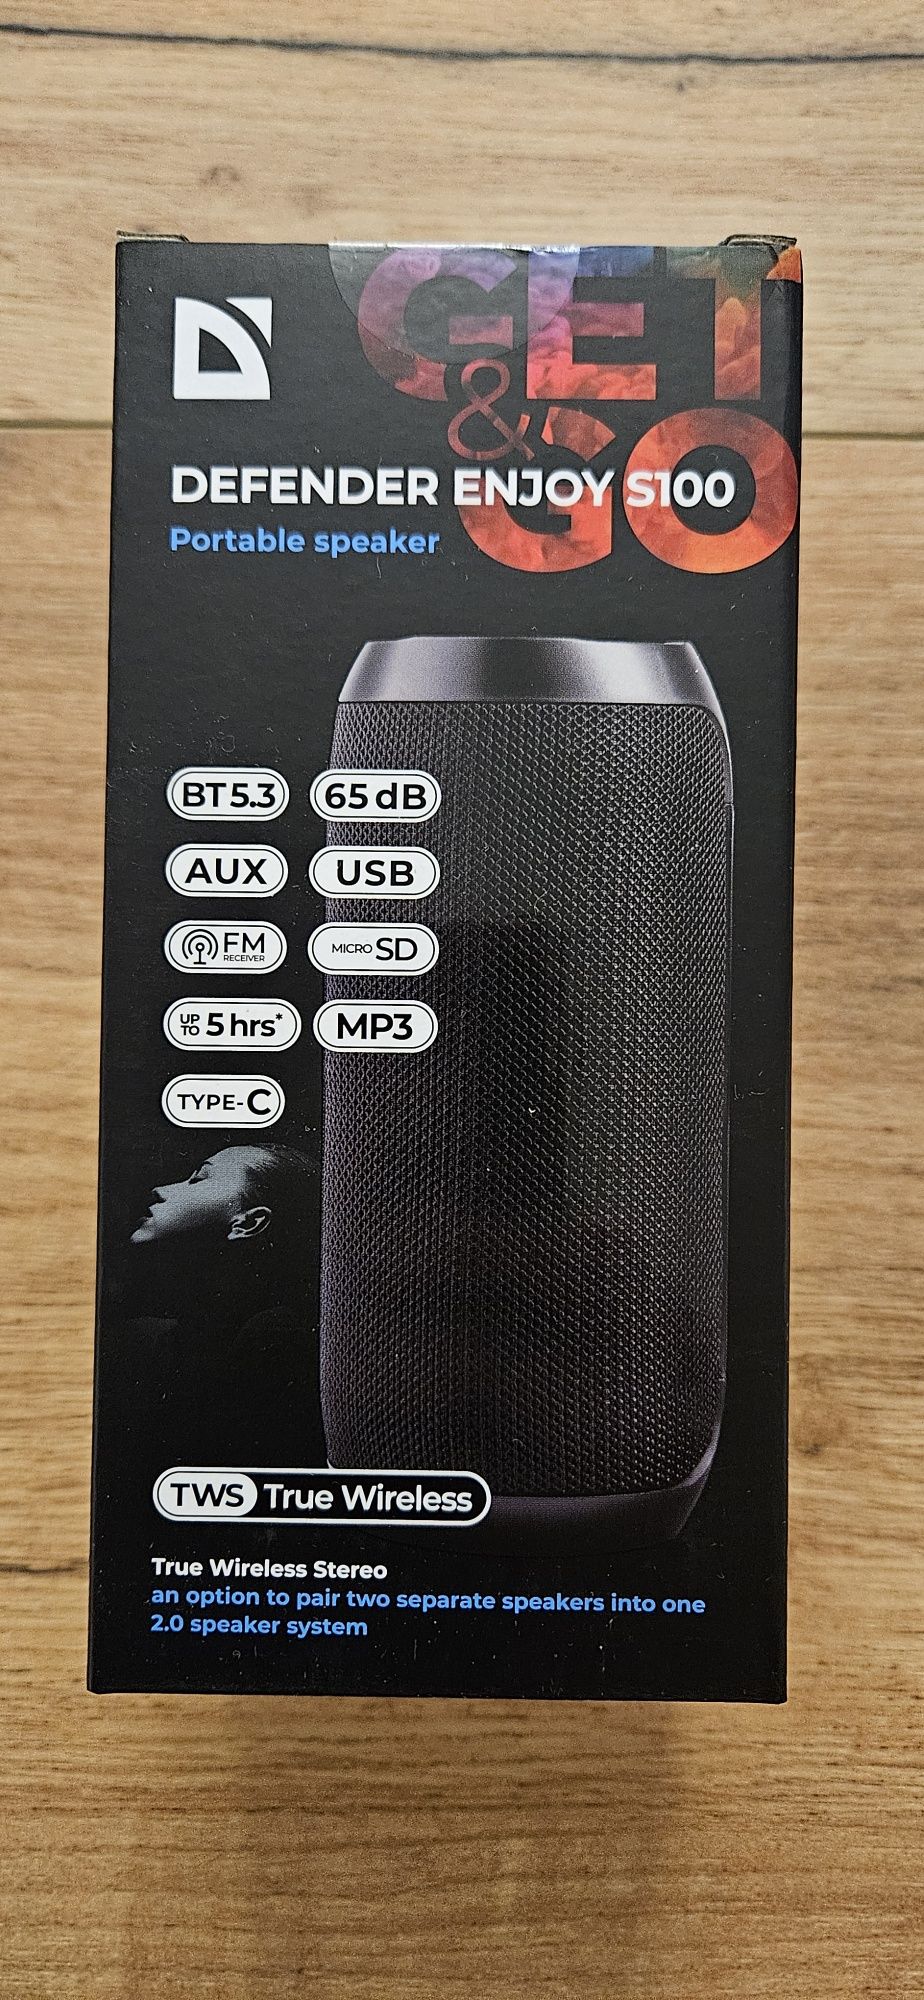 GET
&
GO
DEFENDER ENJOY S100
Portable speaker
BT 5.3 65 dB
AUX USB
FM RECEIVER MICRO SD
UP TO 5 hrs* MP3
TYPE-C
TWS True Wireless
True Wireless Stereo
an option to pair two separate speakers into one
2.0 speaker system